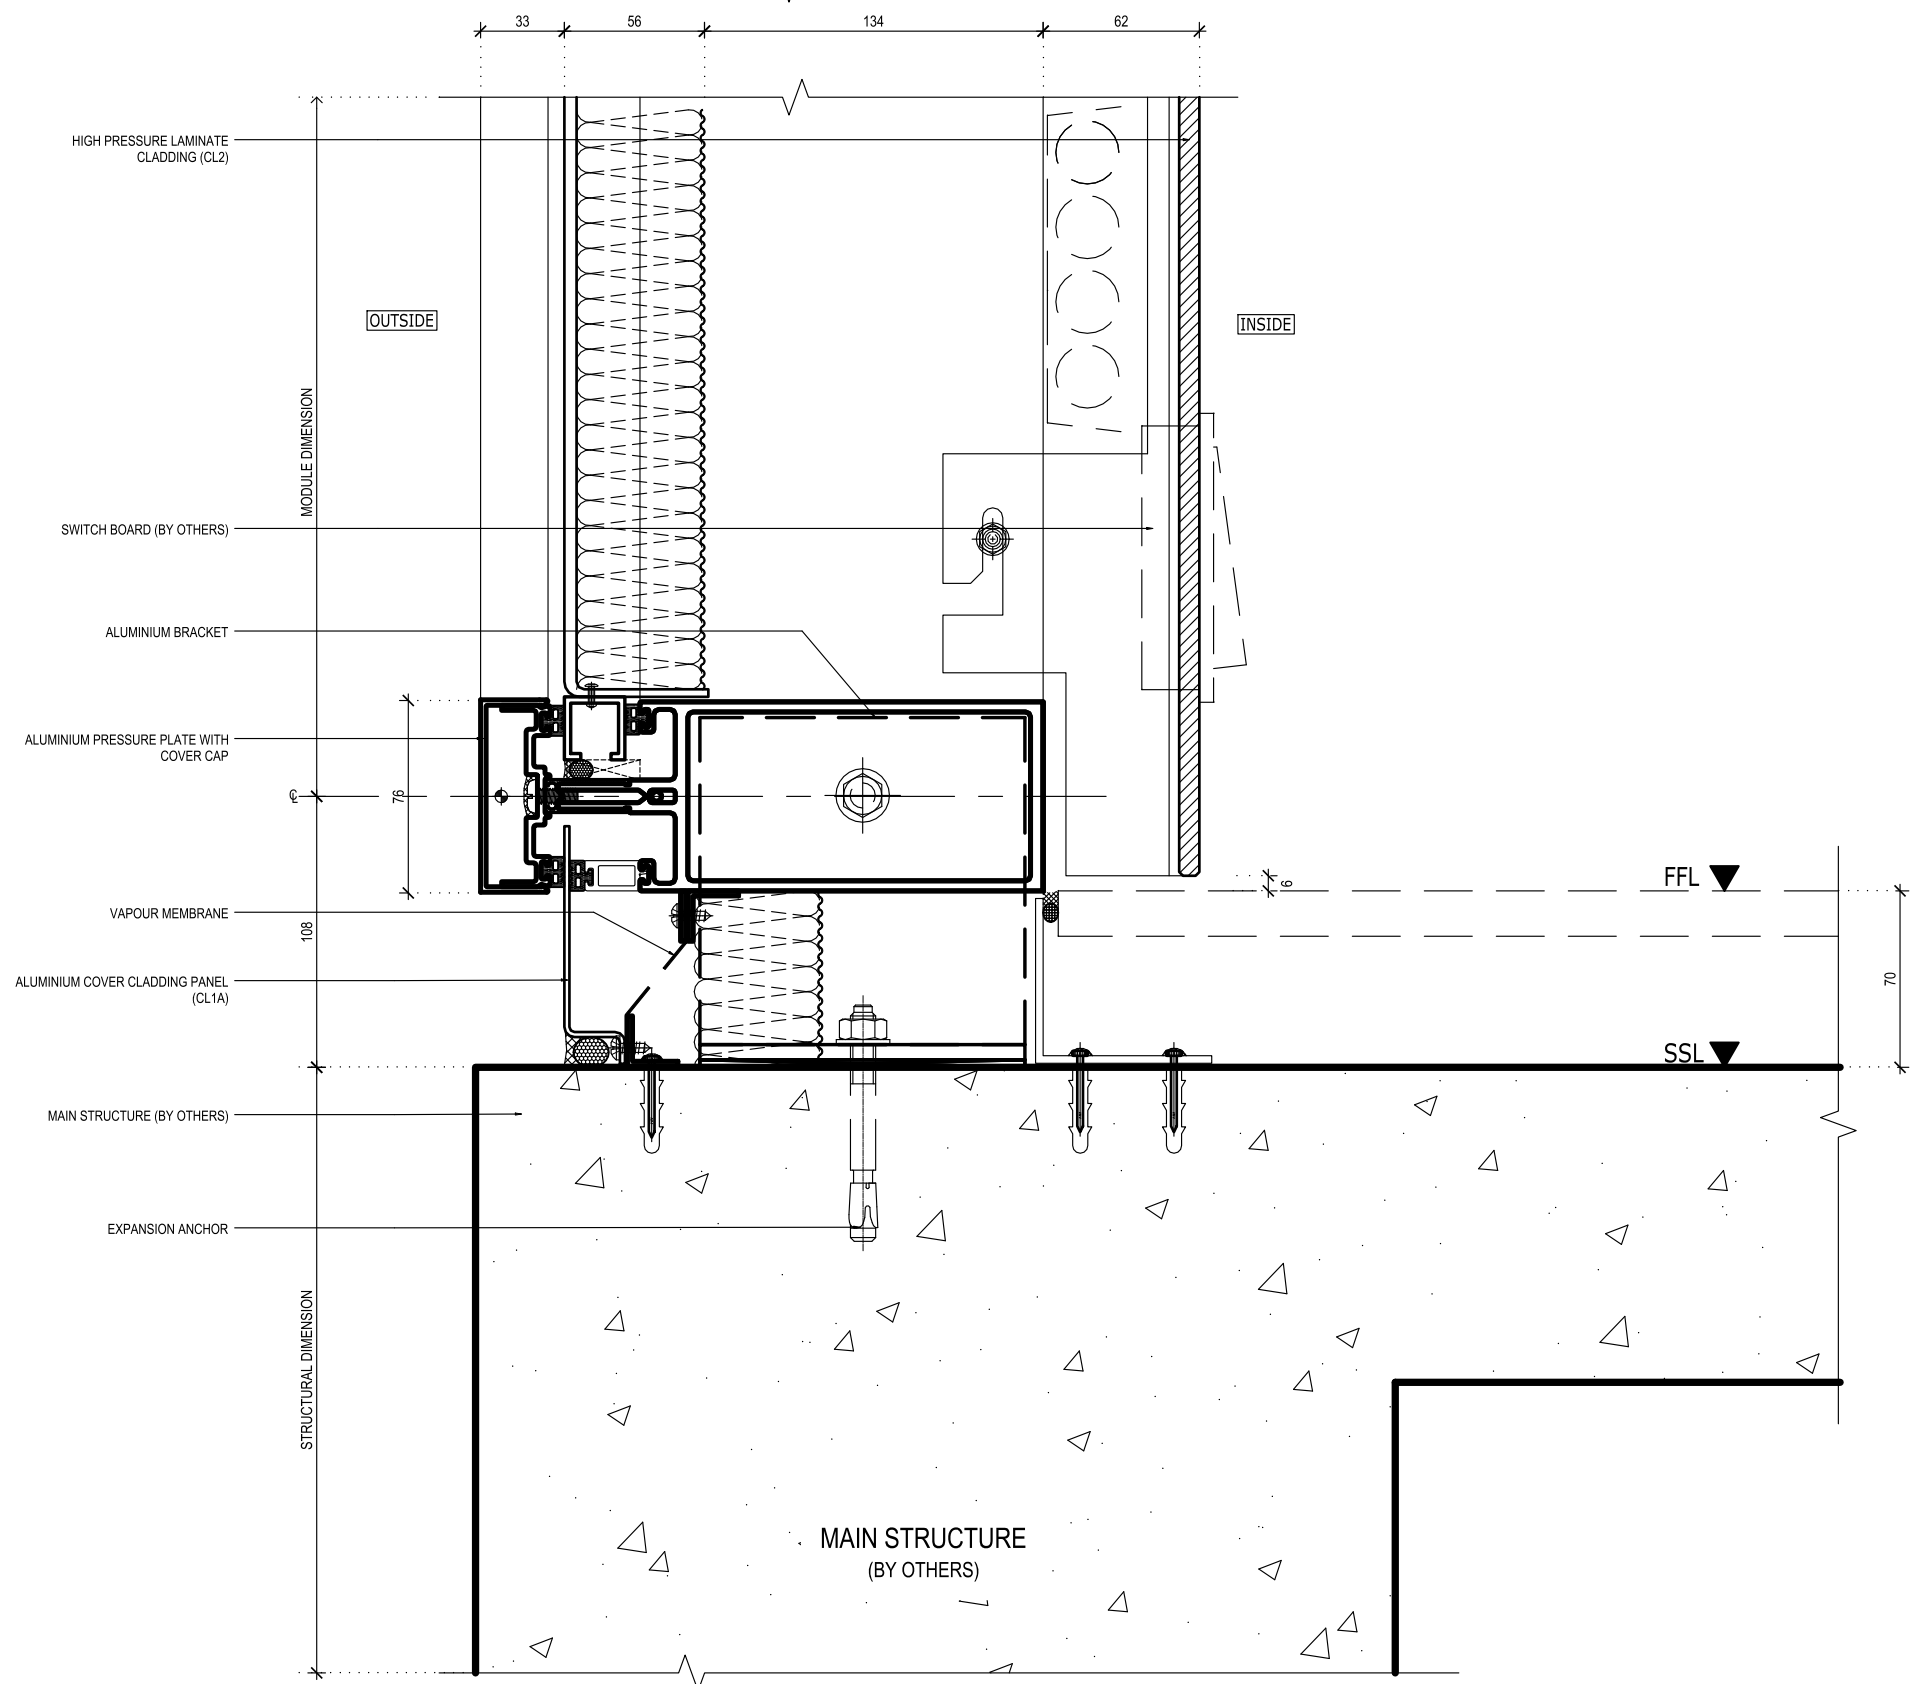 33
56
134
62
HIGH PRESSURE LAMINATE
CLADDING (CL2)
OUTSIDE
INSIDE
MODULE DIMENSION
SWITCH BOARD (BY OTHERS)
ALUMINIUM BRACKET
ALUMINIUM PRESSURE PLATE WITH
COVER CAP
℄
76
6
FFL
VAPOUR MEMBRANE
108
ALUMINIUM COVER CLADDING PANEL
(CL1A)
70
SSL
MAIN STRUCTURE (BY OTHERS)
EXPANSION ANCHOR
STRUCTURAL DIMENSION
MAIN STRUCTURE
(BY OTHERS)